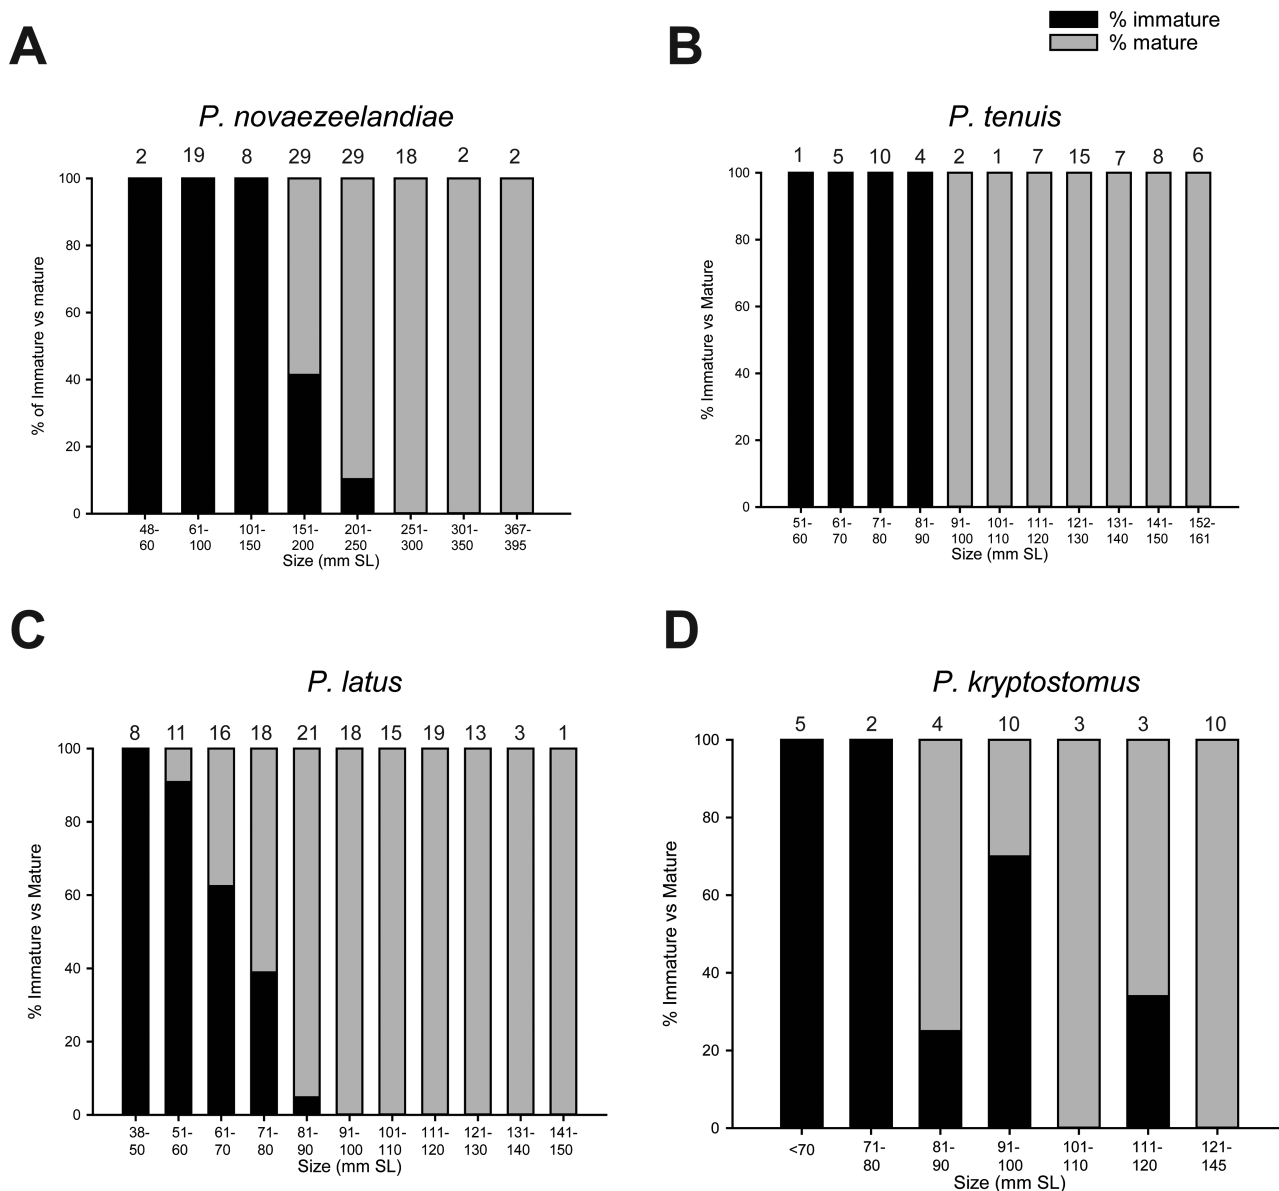 % immature
% mature
A
P. novaezeelandiae
2 19 8 29 29 18 2 2
100
80
60
40
20
0
% of Immature vs mature
48-60 61-100 101-150 151-200 201-250 251-300 301-350 367-395
Size (mm SL)
B
P. tenuis
1 5 10 4 2 1 7 15 7 8 6
100
80
60
40
20
0
% Immature vs Mature
51-60 61-70 71-80 81-90 91-100 101-110 111-120 121-130 131-140 141-150 152-161
Size (mm SL)
C
P. latus
8 11 16 18 21 18 15 19 13 3 1
100
80
60
40
20
0
% Immature vs Mature
38-50 51-60 61-70 71-80 81-90 91-100 101-110 111-120 121-130 131-140 141-150
Size (mm SL)
D
P. kryptostomus
5 2 4 10 3 3 10
100
80
60
40
20
0
% Immature vs Mature
<70 71-80 81-90 91-100 101-110 111-120 121-145
Size (mm SL)